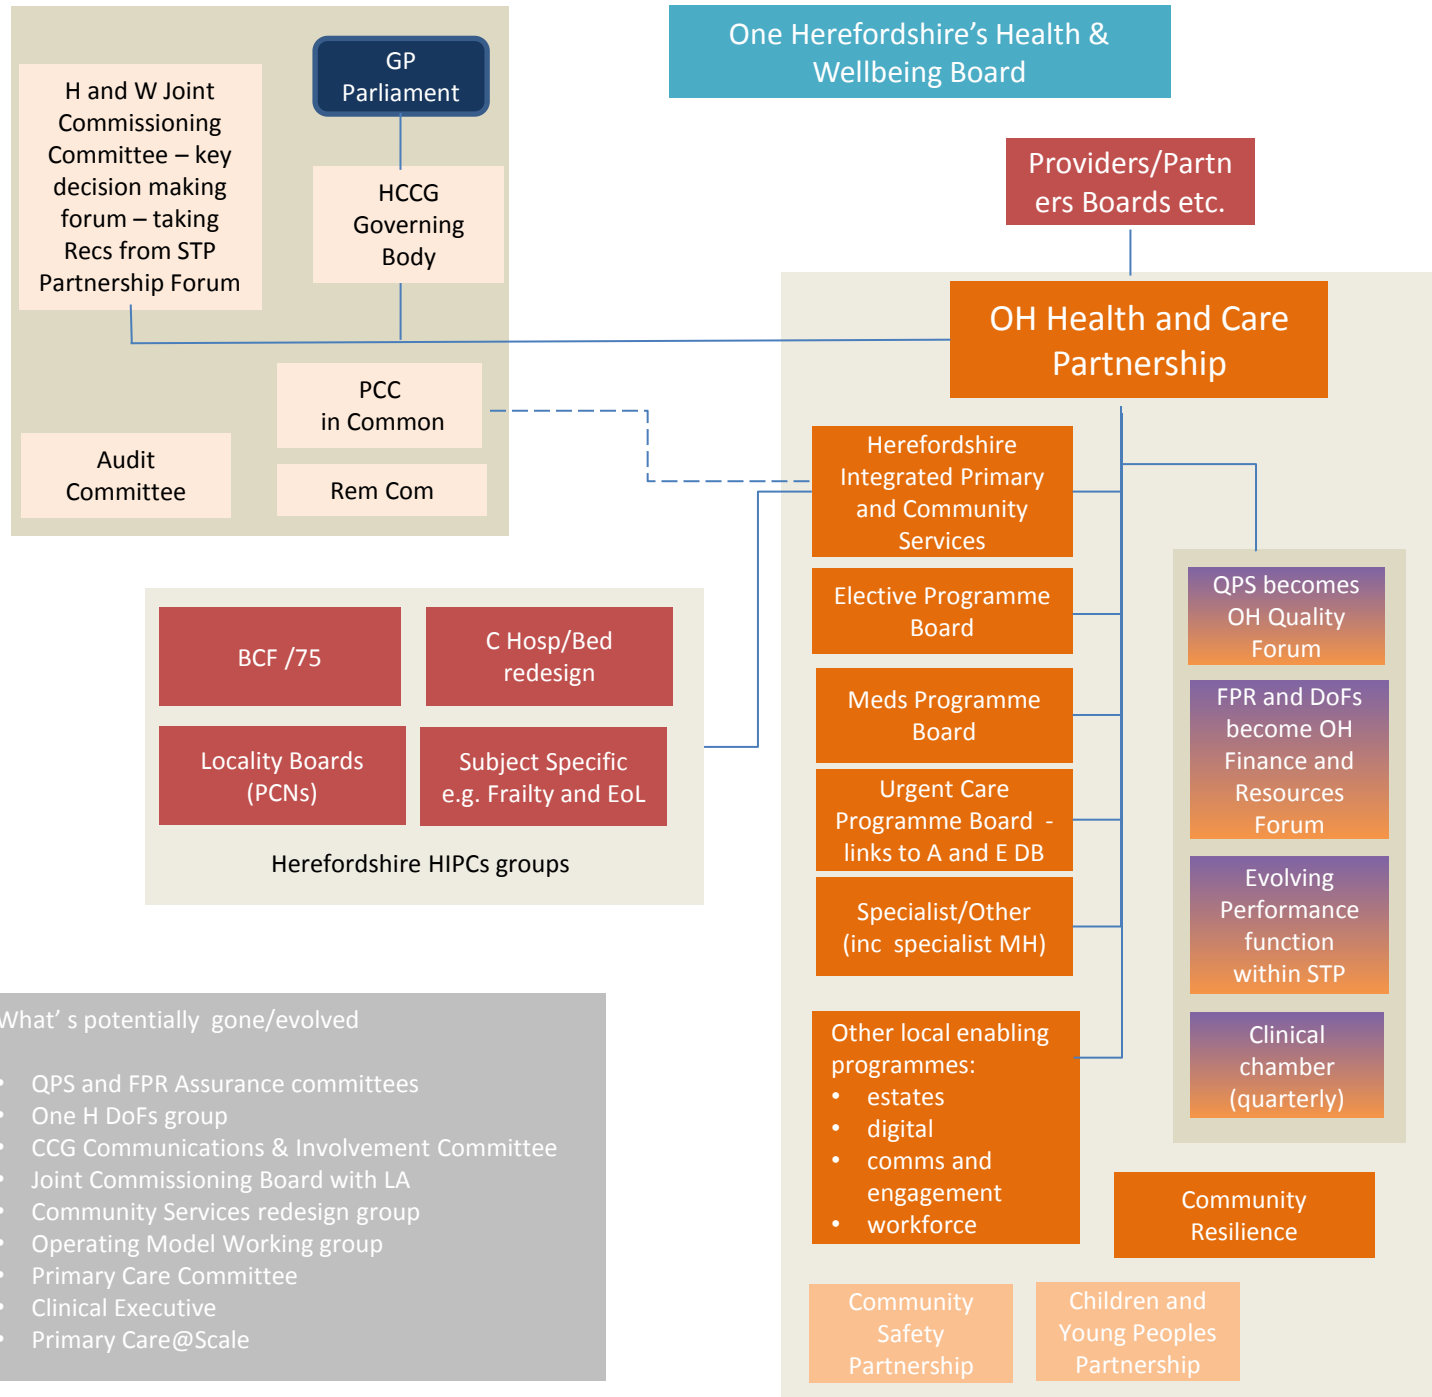 One Herefordshire’s Health &
Wellbeing Board
GP
Parliament
H and W Joint
Commissioning
Committee – key
decision making
forum – taking
Recs from STP
Partnership Forum
HCCG
Governing
Body
PCC
in Common
Audit
Committee
Rem Com
Providers/Partn
ers Boards etc.
OH Health and Care
Partnership
Herefordshire
Integrated Primary
and Community
Services
Elective Programme
Board
Meds Programme
Board
Urgent Care
Programme Board -
links to A and E DB
Specialist/Other
(inc specialist MH)
Other local enabling
programmes:
• estates
• digital
• comms and
engagement
• workforce
QPS becomes
OH Quality
Forum
FPR and DoFs
become OH
Finance and
Resources
Forum
Evolving
Performance
function
within STP
Clinical
chamber
(quarterly)
Community
Resilience
Community
Safety
Partnership
Children and
Young Peoples
Partnership
BCF /75
C Hosp/Bed
redesign
Locality Boards
(PCNs)
Subject Specific
e.g. Frailty and EoL
Herefordshire HIPCs groups
What’ s potentially gone/evolved
• QPS and FPR Assurance committees
• One H DoFs group
• CCG Communications & Involvement Committee
• Joint Commissioning Board with LA
• Community Services redesign group
• Operating Model Working group
• Primary Care Committee
• Clinical Executive
• Primary Care@Scale